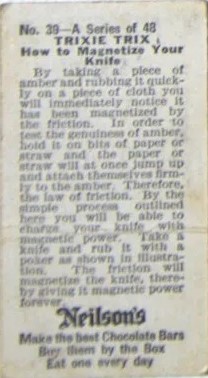 No. 39—A Series of 48
TRIXIE TRIX
How to Magnetize Your
Knife
By taking a piece of
amber and rubbing it quick-
ly on a piece of cloth you
will immediately notice it
has been magnetized by
the friction. In order to
test the genuiness of amber,
hold it on bits of paper or
straw and the paper or
straw will at once jump up
and attach themselves firm-
ly to the amber. Therefore,
the law of friction. By the
simple process outlined
here you will be able to
charge your knife with
magnetic power. Take a
knife and rub it with a
poker as shown in illustra-
tion. The friction will
magnetize the knife, there-
by giving it magnetic power
forever.
Neilson's
Make the best Chocolate Bars
Buy them by the Box
Eat one every day